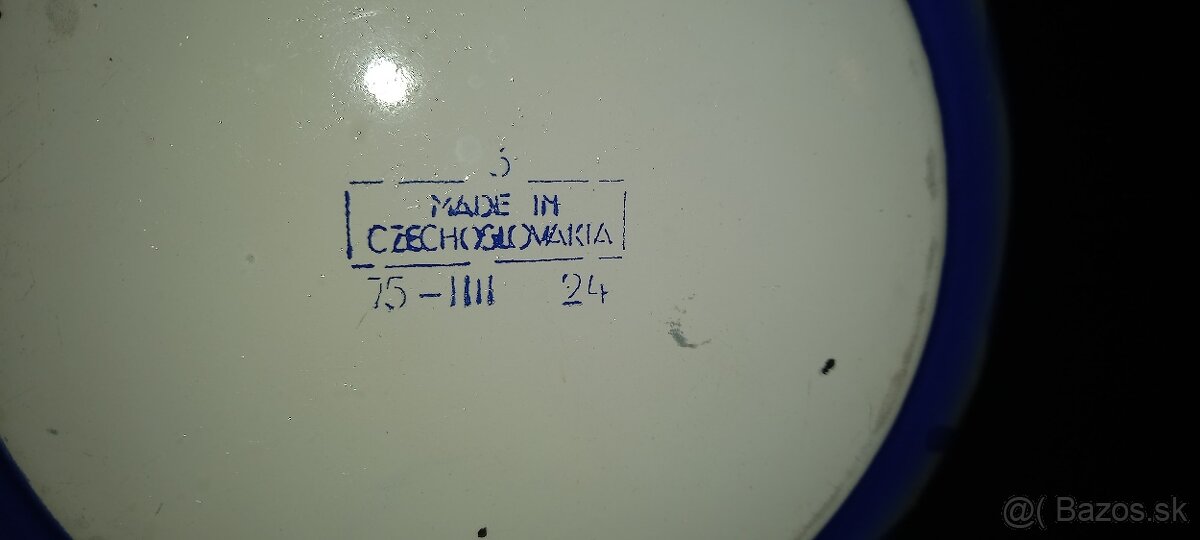 5
MADE IN
CZECHOSLOVAKIA
75-IIII 24
@( Bazos.sk